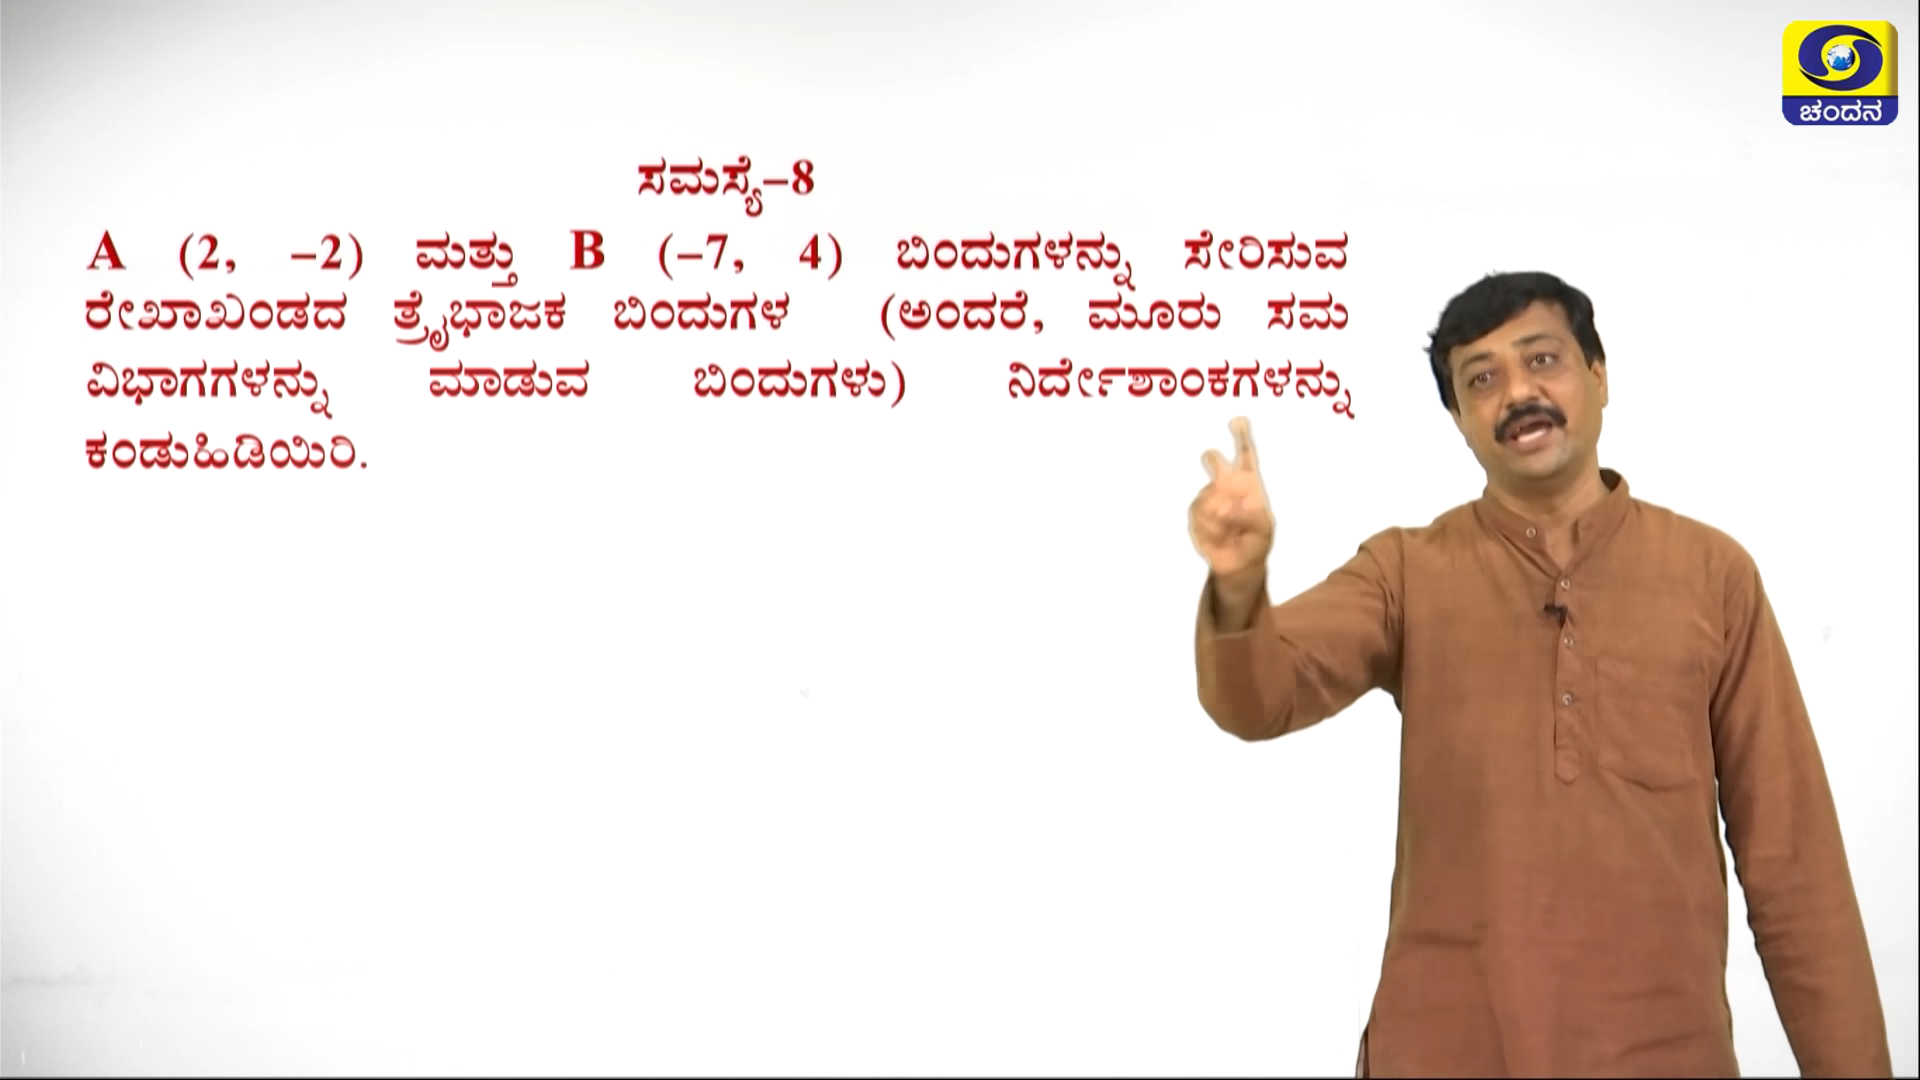 ಚಂದನ
ಸಮಸ್ಯೆ–8
A (2, –2) ಮತ್ತು B (–7, 4) ಬಿಂದುಗಳನ್ನು ಸೇರಿಸುವ
ರೇಖಾಖಂಡದ ತ್ರೈಭಾಜಕ ಬಿಂದುಗಳ (ಅಂದರೆ, ಮೂರು ಸಮ
ವಿಭಾಗಗಳನ್ನು ಮಾಡುವ ಬಿಂದುಗಳು) ನಿರ್ದೇಶಾಂಕಗಳನ್ನು
ಕಂಡುಹಿಡಿಯಿರಿ.